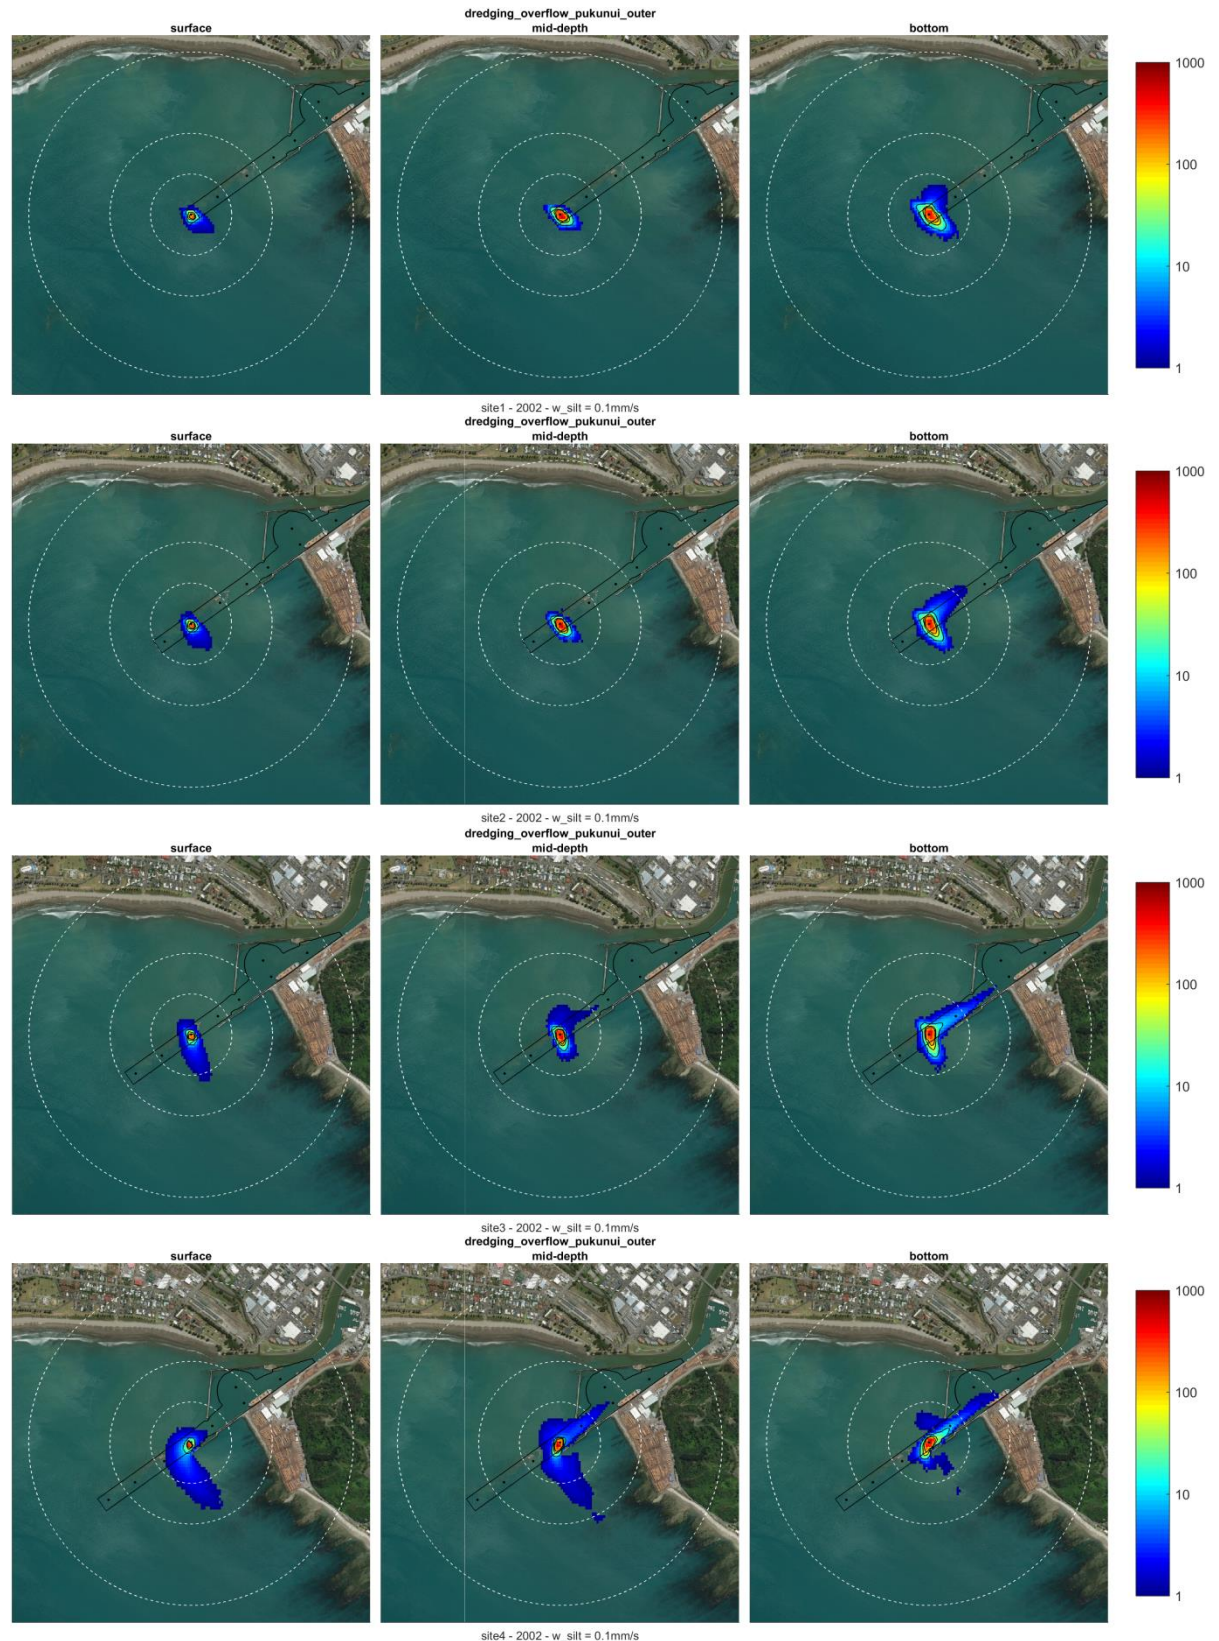 dredging_overflow_pukunui_outer
surface mid-depth bottom
1000
100
10
1
site1 - 2002 - w_silt = 0.1mm/s
dredging_overflow_pukunui_outer
surface mid-depth bottom
1000
100
10
1
site2 - 2002 - w_silt = 0.1mm/s
dredging_overflow_pukunui_outer
surface mid-depth bottom
1000
100
10
1
site3 - 2002 - w_silt = 0.1mm/s
dredging_overflow_pukunui_outer
surface mid-depth bottom
1000
100
10
1
site4 - 2002 - w_silt = 0.1mm/s